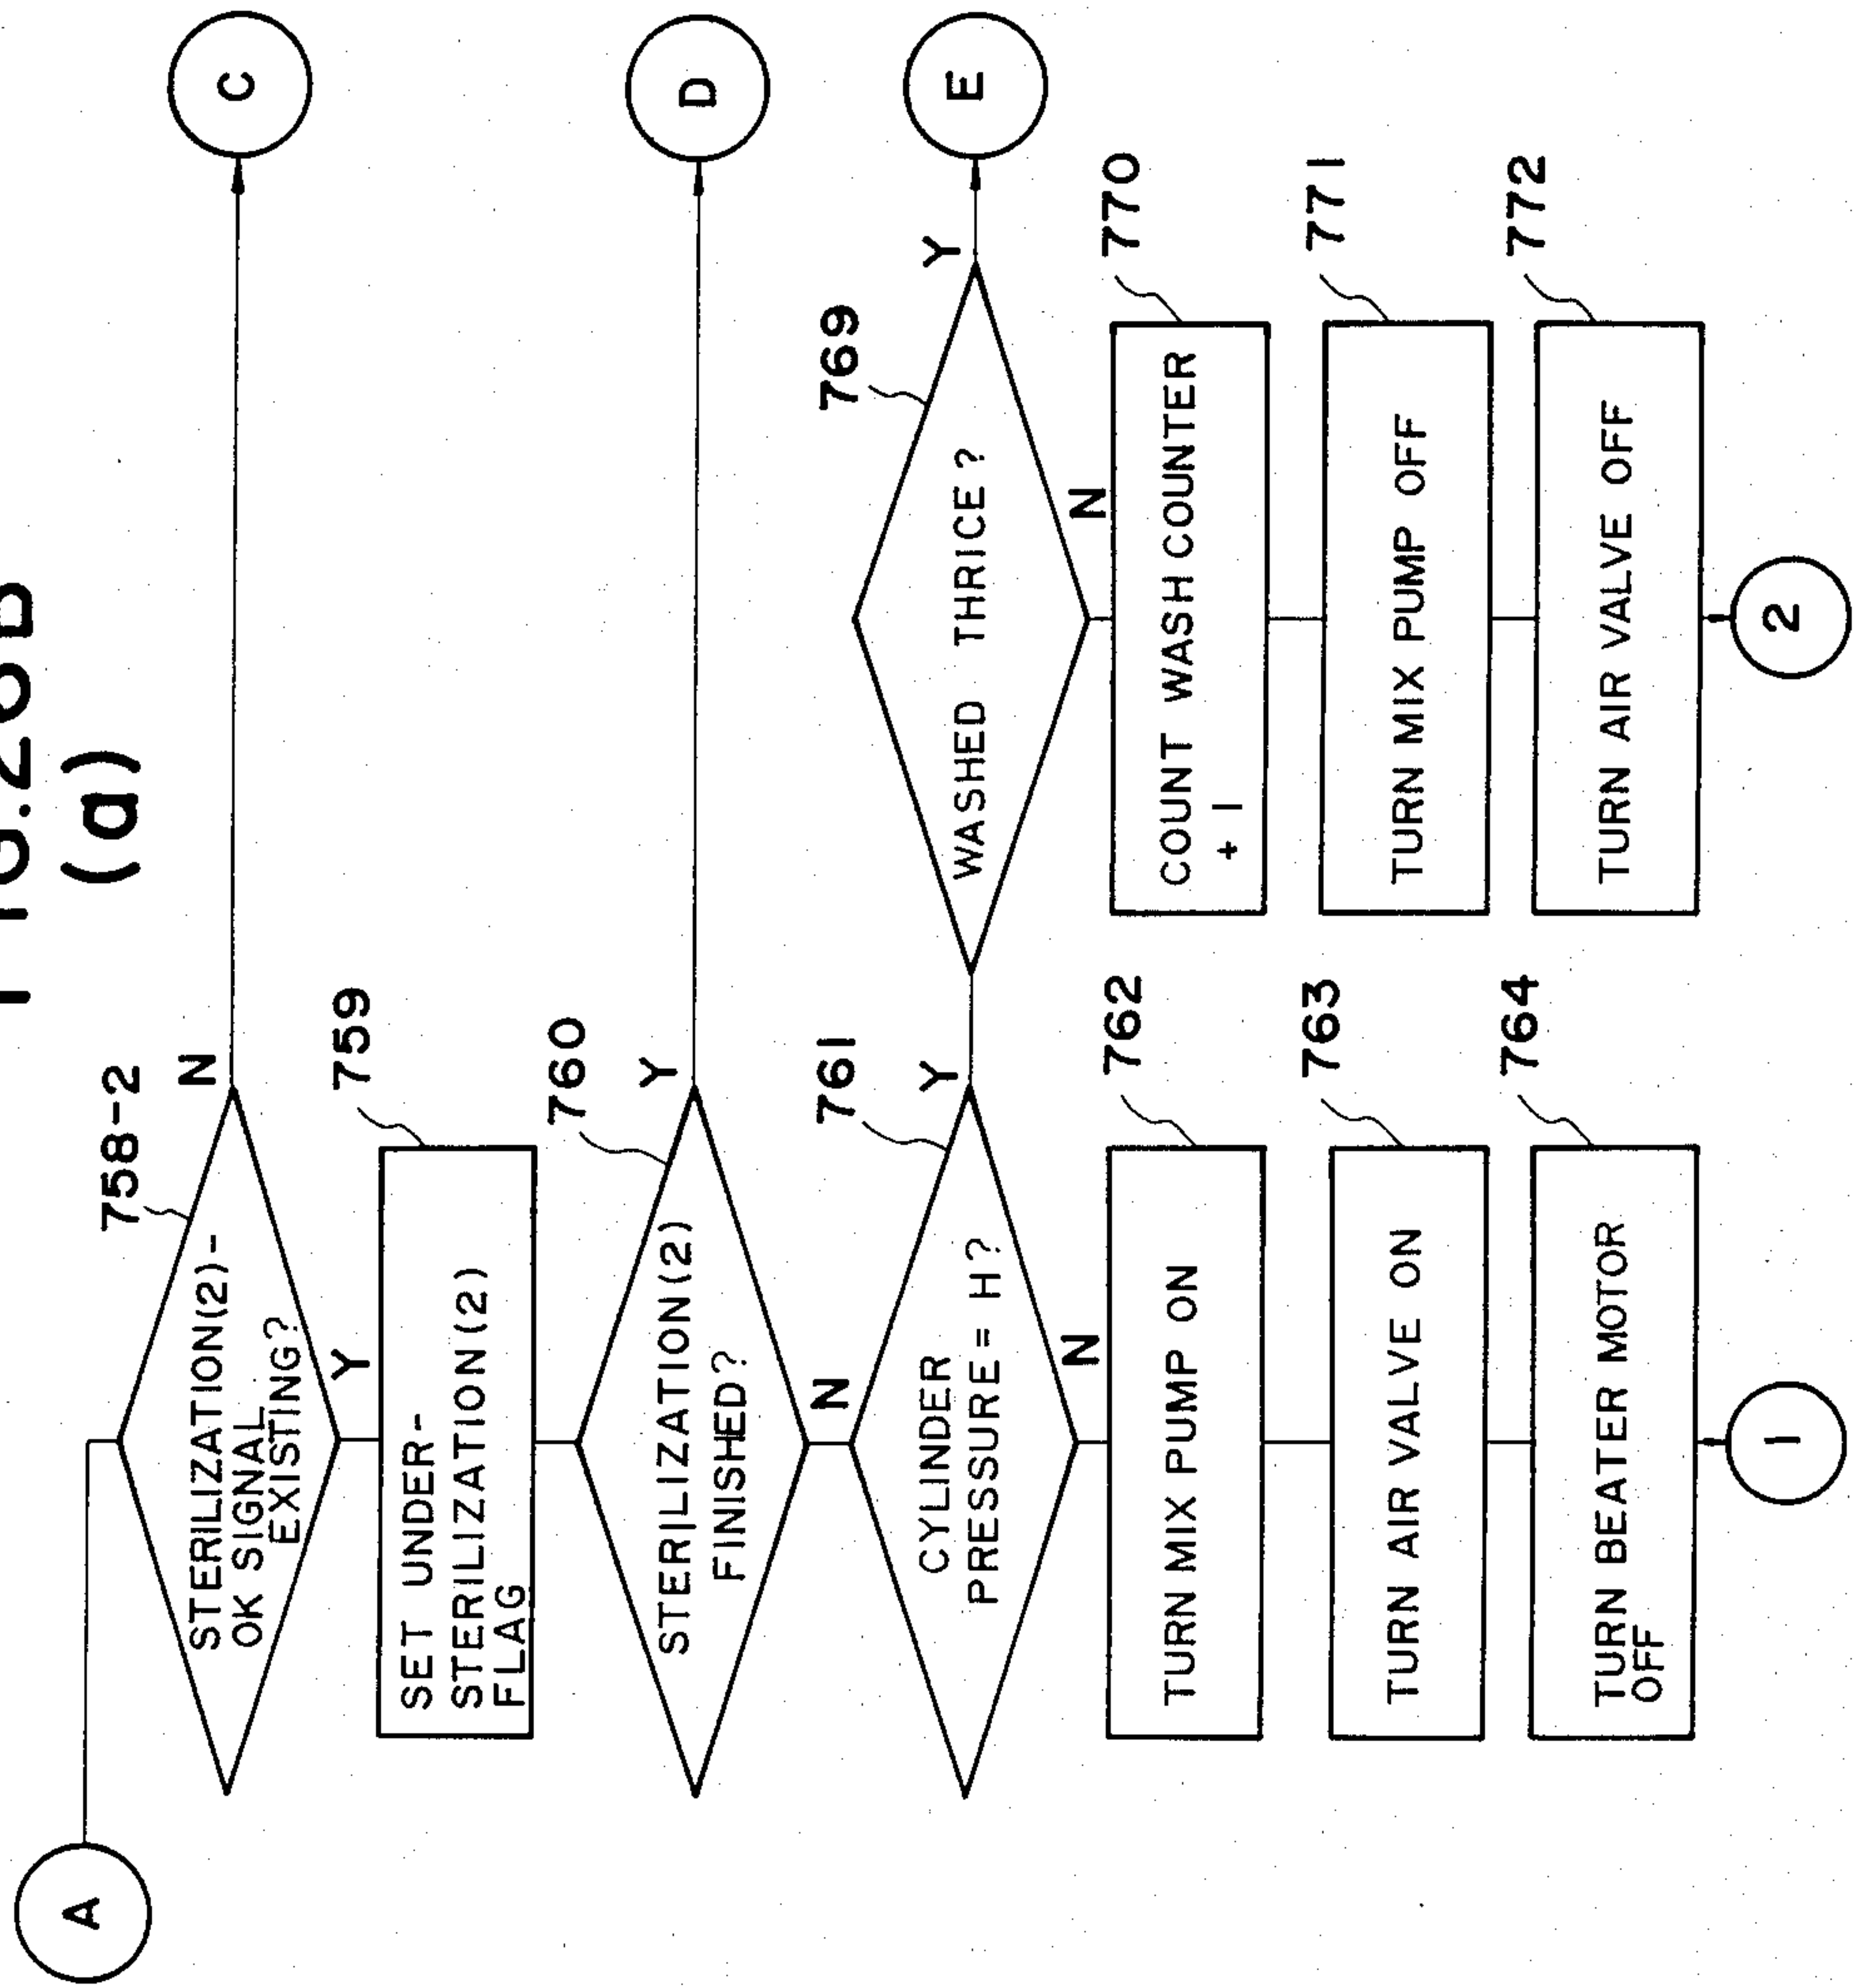 (a)
A
758-2
STERILIZATION(2)-
OK SIGNAL
EXISTING?
N
C
Y
759
SET UNDER-
STERILIZATION(2)
FLAG
760
STERILIZATION(2)
FINISHED?
Y
D
N
761
CYLINDER
PRESSURE = H?
Y
769
WASHED THRICE?
Y
E
N
762
TURN MIX PUMP ON
763
TURN AIR VALVE ON
764
TURN BEATER MOTOR
OFF
1
N
770
COUNT WASH COUNTER
+1
771
TURN MIX PUMP OFF
772
TURN AIR VALVE OFF
2